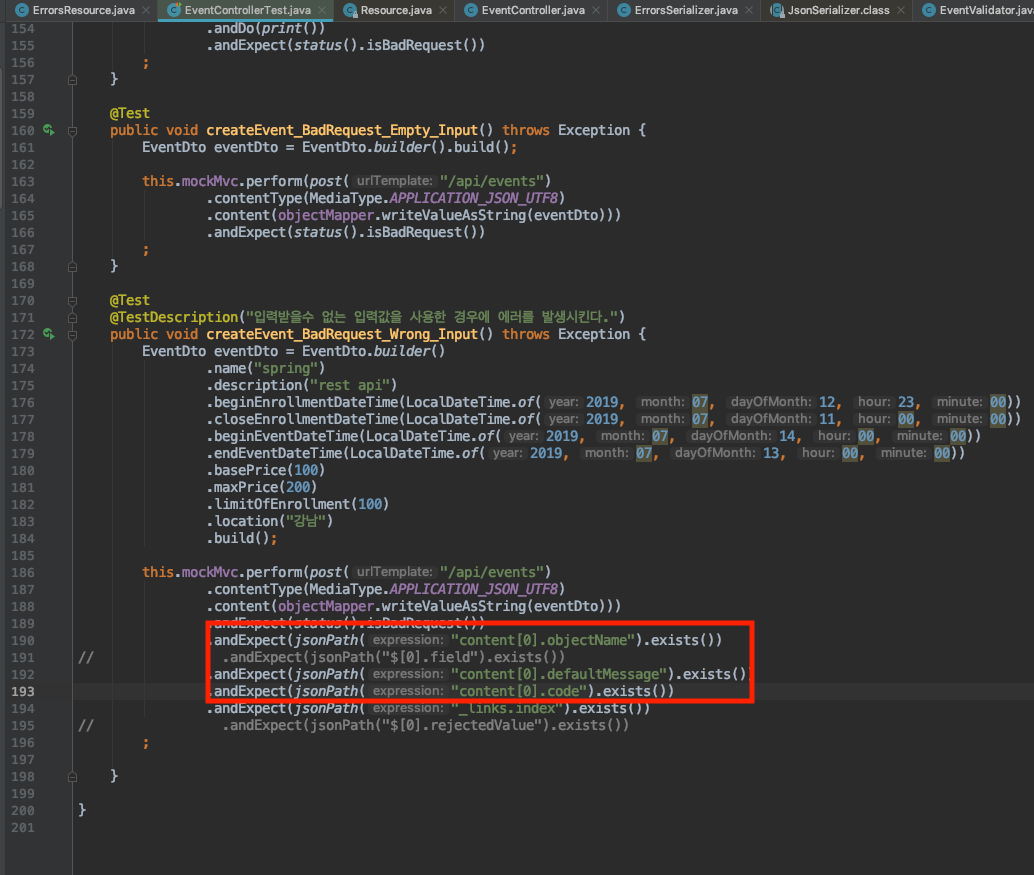 ErrorsResource.java × EventControllerTest.java × Resource.java × EventController.java × ErrorsSerializer.java × JsonSerializer.class × EventValidator.java
154 .andDo(print())
155 .andExpect(status().isBadRequest())
156 ;
157 }
158
159 @Test
160 public void createEvent_BadRequest_Empty_Input() throws Exception {
161 EventDto eventDto = EventDto.builder().build();
162
163 this.mockMvc.perform(post( urlTemplate: "/api/events")
164 .contentType(MediaType.APPLICATION_JSON_UTF8)
165 .content(objectMapper.writeValueAsString(eventDto)))
166 .andExpect(status().isBadRequest())
167 ;
168 }
169
170 @Test
171 @TestDescription("입력받을수 없는 입력값을 사용한 경우에 에러를 발생시킨다.")
172 public void createEvent_BadRequest_Wrong_Input() throws Exception {
173 EventDto eventDto = EventDto.builder()
174 .name("spring")
175 .description("rest api")
176 .beginEnrollmentDateTime(LocalDateTime.of( year: 2019, month: 07, dayOfMonth: 12, hour: 23, minute: 00))
177 .closeEnrollmentDateTime(LocalDateTime.of( year: 2019, month: 07, dayOfMonth: 11, hour: 00, minute: 00))
178 .beginEventDateTime(LocalDateTime.of( year: 2019, month: 07, dayOfMonth: 14, hour: 00, minute: 00))
179 .endEventDateTime(LocalDateTime.of( year: 2019, month: 07, dayOfMonth: 13, hour: 00, minute: 00))
180 .basePrice(100)
181 .maxPrice(200)
182 .limitOfEnrollment(100)
183 .location("강남")
184 .build();
185
186 this.mockMvc.perform(post( urlTemplate: "/api/events")
187 .contentType(MediaType.APPLICATION_JSON_UTF8)
188 .content(objectMapper.writeValueAsString(eventDto)))
189 .andExpect(status().isBadRequest())
190 .andExpect(jsonPath( expression: "content[0].objectName").exists())
191 // .andExpect(jsonPath("$[0].field").exists())
192 .andExpect(jsonPath( expression: "content[0].defaultMessage").exists()
193 .andExpect(jsonPath( expression: "content[0].code").exists())
194 .andExpect(jsonPath( expression: "_links.index").exists())
195 // .andExpect(jsonPath("$[0].rejectedValue").exists())
196 ;
197
198 }
199
200 }
201